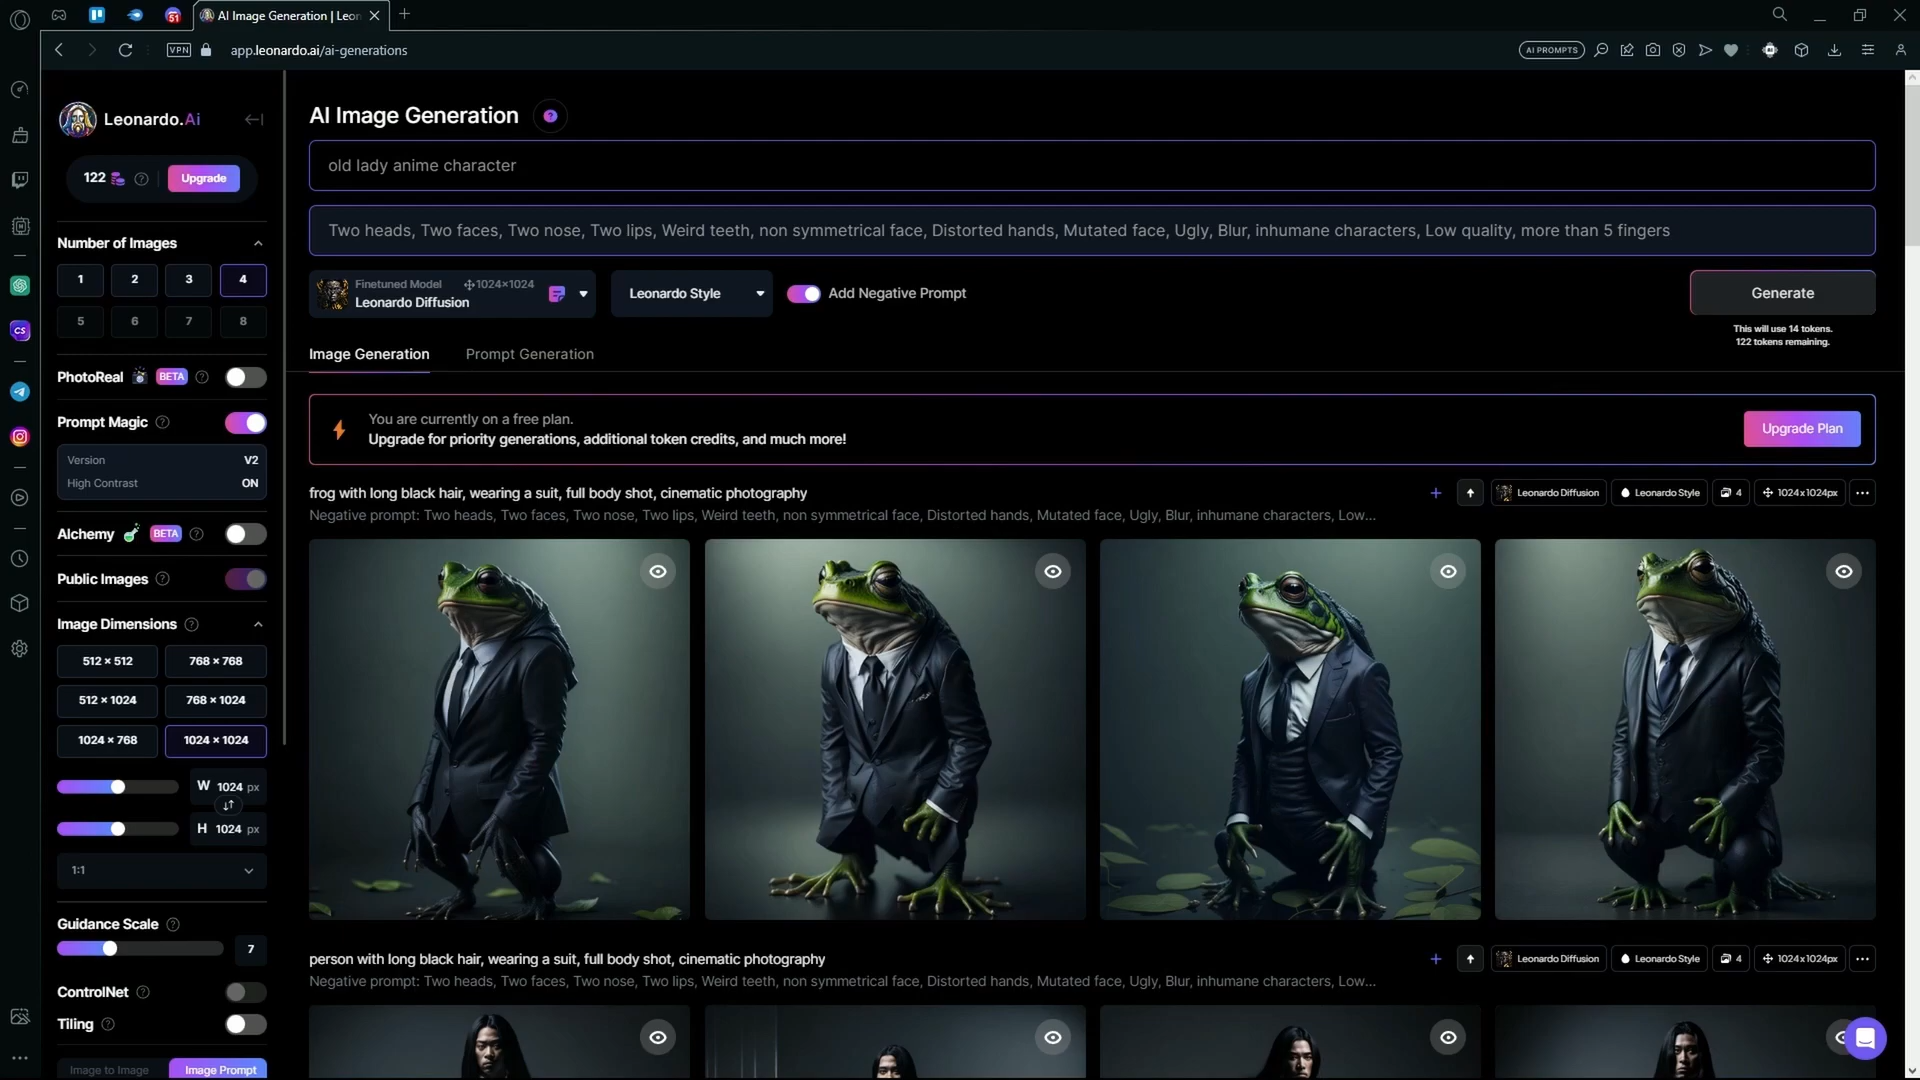 51
AI Image Generation | Leon
VPN
app.leonardo.ai/ai-generations
AI PROMPTS
CS
Leonardo.Ai
122
Upgrade
Number of Images
1
2
3
4
5
6
7
8
PhotoReal
BETA
Prompt Magic
Version
V2
High Contrast
ON
Alchemy
BETA
Public Images
Image Dimensions
512 × 512
768 × 768
512 × 1024
768 × 1024
1024 × 768
1024 × 1024
W 1024 px
H 1024 px
1:1
Guidance Scale
7
ControlNet
Tiling
Image to Image
Image Prompt
AI Image Generation
old lady anime character
Two heads, Two faces, Two nose, Two lips, Weird teeth, non symmetrical face, Distorted hands, Mutated face, Ugly, Blur, inhumane characters, Low quality, more than 5 fingers
Finetuned Model
1024×1024
Leonardo Diffusion
Leonardo Style
Add Negative Prompt
Generate
This will use 14 tokens.
122 tokens remaining.
Image Generation
Prompt Generation
You are currently on a free plan.
Upgrade for priority generations, additional token credits, and much more!
Upgrade Plan
frog with long black hair, wearing a suit, full body shot, cinematic photography
Leonardo Diffusion
Leonardo Style
4
1024x1024px
Negative prompt: Two heads, Two faces, Two nose, Two lips, Weird teeth, non symmetrical face, Distorted hands, Mutated face, Ugly, Blur, inhumane characters, Low...
person with long black hair, wearing a suit, full body shot, cinematic photography
Leonardo Diffusion
Leonardo Style
4
1024x1024px
Negative prompt: Two heads, Two faces, Two nose, Two lips, Weird teeth, non symmetrical face, Distorted hands, Mutated face, Ugly, Blur, inhumane characters, Low...